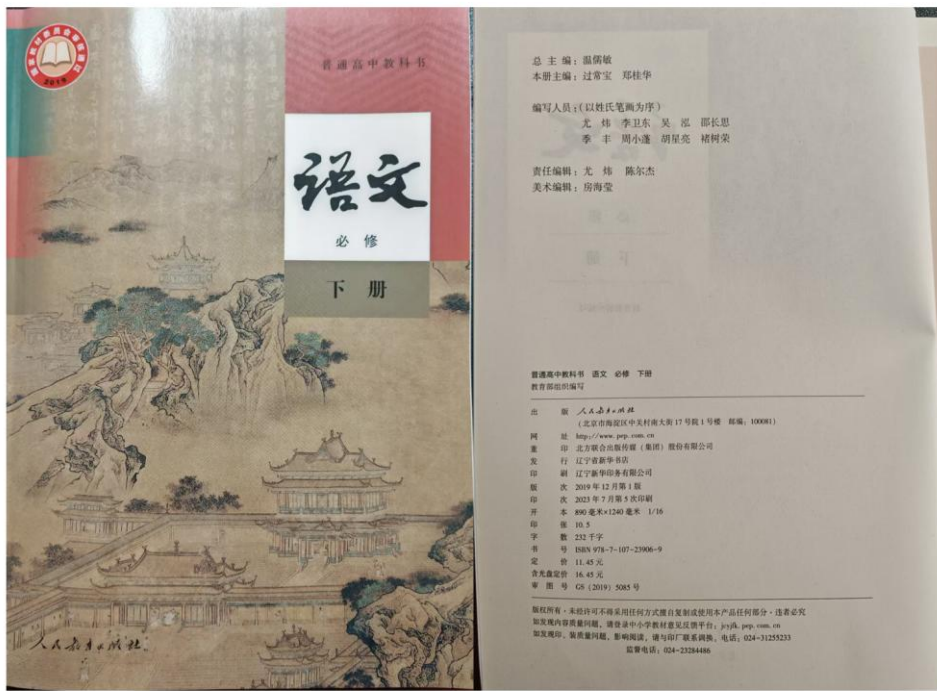 国家教材委员会审核通过
2019
普通高中教科书
语文
必修
下册
人民教育出版社
总主编：温儒敏
本册主编：过常宝 郑桂华
编写人员：（以姓氏笔画为序）
尤炜 李卫东 吴泓 邵长思
季丰 周小蓬 胡星亮 褚树荣
责任编辑：尤炜 陈尔杰
美术编辑：房海莹
普通高中教科书 语文 必修 下册
教育部组织编写
出版 人民教育出版社
（北京市海淀区中关村南大街17号院1号楼 邮编：100081）
网址 http://www.pep.com.cn
重印 北方联合出版传媒（集团）股份有限公司
发行 辽宁省新华书店
印刷 辽宁新华印务有限公司
版次 2019年12月第1版
印次 2023年7月第5次印刷
开本 890毫米×1240毫米 1/16
印张 10.5
字数 232千字
书号 ISBN 978-7-107-23906-9
定价 11.45元
含光盘定价 16.45元
审图号 GS（2019）5085号
版权所有·未经许可不得采用任何方式擅自复制或使用本产品任何部分·违者必究
如发现内容质量问题，请登录中小学教材意见反馈平台：jcyjfk.pep.com.cn
如发现印、装质量问题，影响阅读，请与印厂联系调换。电话：024-31255233
监督电话：024-23284486